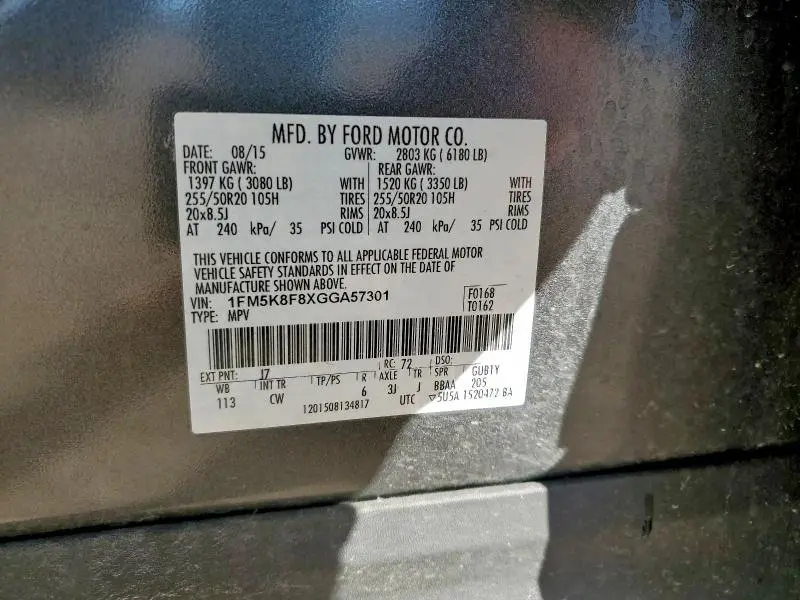 MFD. BY FORD MOTOR CO.
DATE: 08/15 GVWR: 2803 KG ( 6180 LB)
FRONT GAWR: REAR GAWR:
1397 KG ( 3080 LB) WITH 1520 KG ( 3350 LB) WITH
255/50R20 105H TIRES 255/50R20 105H TIRES
20x8.5J RIMS 20x8.5J RIMS
AT 240 kPa/ 35 PSI COLD AT 240 kPa/ 35 PSI COLD
THIS VEHICLE CONFORMS TO ALL APPLICABLE FEDERAL MOTOR
VEHICLE SAFETY STANDARDS IN EFFECT ON THE DATE OF
MANUFACTURE SHOWN ABOVE.
VIN: 1FM5K8F8XGGA57301 F0168
TYPE: MPV T0162
EXT PNT: J7 RC: 72 DSO:
WB INT TR TP/PS R AXLE TR SPR GUBTY
113 CW 6 3J J BBAA 205
1201508134817 UTC ▽5U5A 1520472 BA